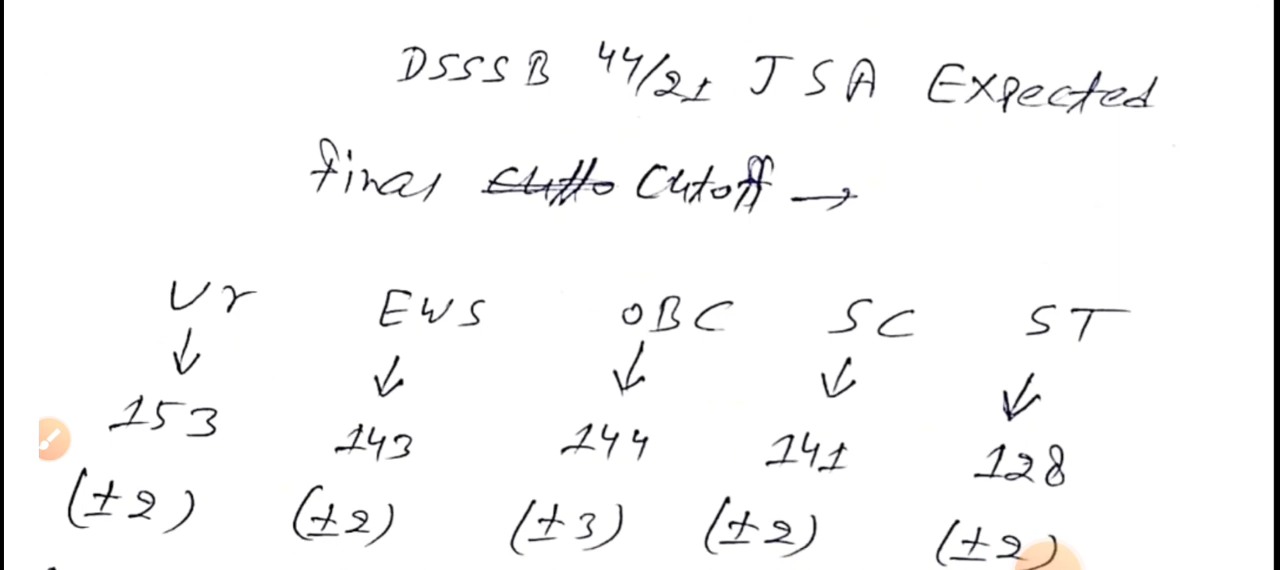 DSSSB 44/21 JSA Expected
final cutto Cutoff →
Ur EWS OBC SC ST
↓ ↓ ↓ ↓ ↓
153 143 144 141 128
(±2) (±2) (±3) (±2) (±2)